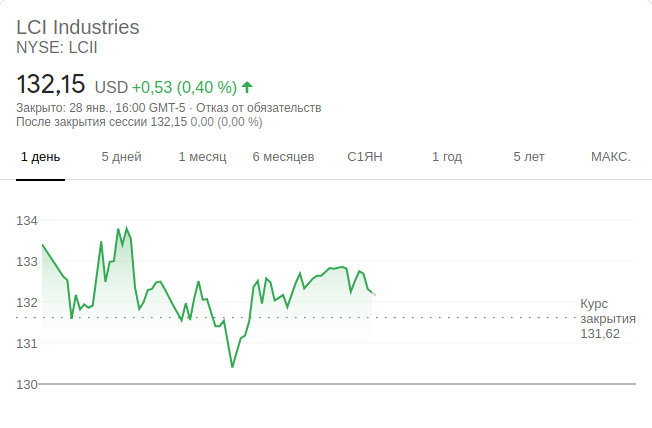 LCI Industries
NYSE: LCII
132,15 USD +0,53 (0,40 %)
Закрыто: 28 янв., 16:00 GMT-5 · Отказ от обязательств
После закрытия сессии 132,15 0,00 (0,00 %)
1 день 5 дней 1 месяц 6 месяцев С1ЯН 1 год 5 лет МАКС.
134
133
132
Курс
закрытия
131,62
131
130